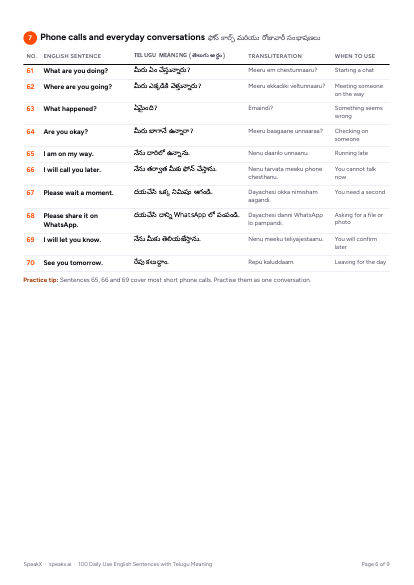 7 Phone calls and everyday conversations ఫోన్ కాల్స్ మరియు రోజువారీ సంభాషణలు
NO. ENGLISH SENTENCE TELUGU MEANING (తెలుగు అర్థం) TRANSLITERATION WHEN TO USE
61 What are you doing? మీరు ఏం చేస్తున్నారు? Meeru em chestunnaaru? Starting a chat
62 Where are you going? మీరు ఎక్కడికి వెళ్తున్నారు? Meeru ekkadiki veltunnaaru? Meeting someone
on the way
63 What happened? ఏమైంది? Emaindi? Something seems
wrong
64 Are you okay? మీరు బాగానే ఉన్నారా? Meeru baagaane unnaaraa? Checking on
someone
65 I am on my way. నేను దారిలో ఉన్నాను. Nenu daarilo unnaanu. Running late
66 I will call you later. నేను తర్వాత మీకు ఫోన్ చేస్తాను. Nenu tarvata meeku phone
chesthanu. You cannot talk
now
67 Please wait a moment. దయచేసి ఒక్క నిమిషం ఆగండి. Dayachesi okka nimisham
aagandi. You need a second
68 Please share it on
WhatsApp. దయచేసి దాన్ని WhatsApp లో పంపండి. Dayachesi danni WhatsApp
lo pampandi. Asking for a file or
photo
69 I will let you know. నేను మీకు తెలియజేస్తాను. Nenu meeku teliyajestaanu. You will confirm
later
70 See you tomorrow. రేపు కలుద్దాం. Repu kaluddaam. Leaving for the day
Practice tip: Sentences 65, 66 and 69 cover most short phone calls. Practise them as one conversation.
SpeakX · speakx.ai · 100 Daily Use English Sentences with Telugu Meaning Page 6 of 9